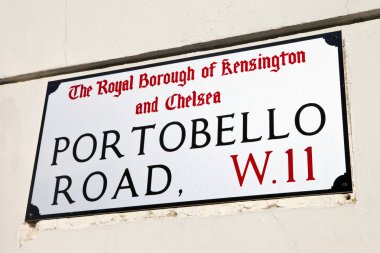 The Royal Borough of Kensington
and Chelsea
PORTOBELLO
ROAD, W.11